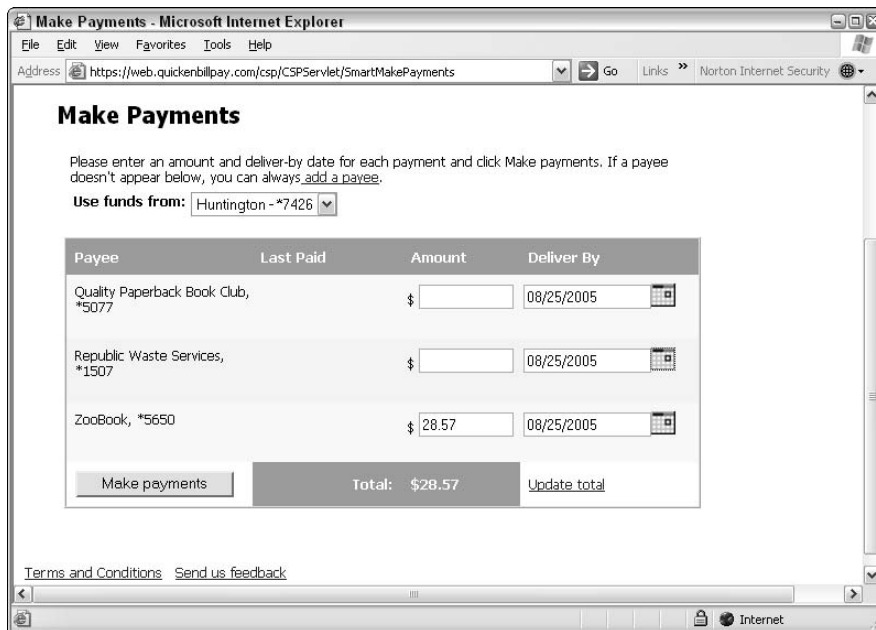 Make Payments - Microsoft Internet Explorer
File Edit View Favorites Tools Help
Address https://web.quickenbillpay.com/csp/CSPServlet/SmartMakePayments Go Links » Norton Internet Security
Make Payments
Please enter an amount and deliver-by date for each payment and click Make payments. If a payee
doesn't appear below, you can always add a payee.
Use funds from: Huntington - *7426
Payee Last Paid Amount Deliver By
Quality Paperback Book Club, $ 08/25/2005
*5077
Republic Waste Services, $ 08/25/2005
*1507
ZooBook, *5650 $ 28.57 08/25/2005
Make payments Total: $28.57 Update total
Terms and Conditions Send us feedback
Internet